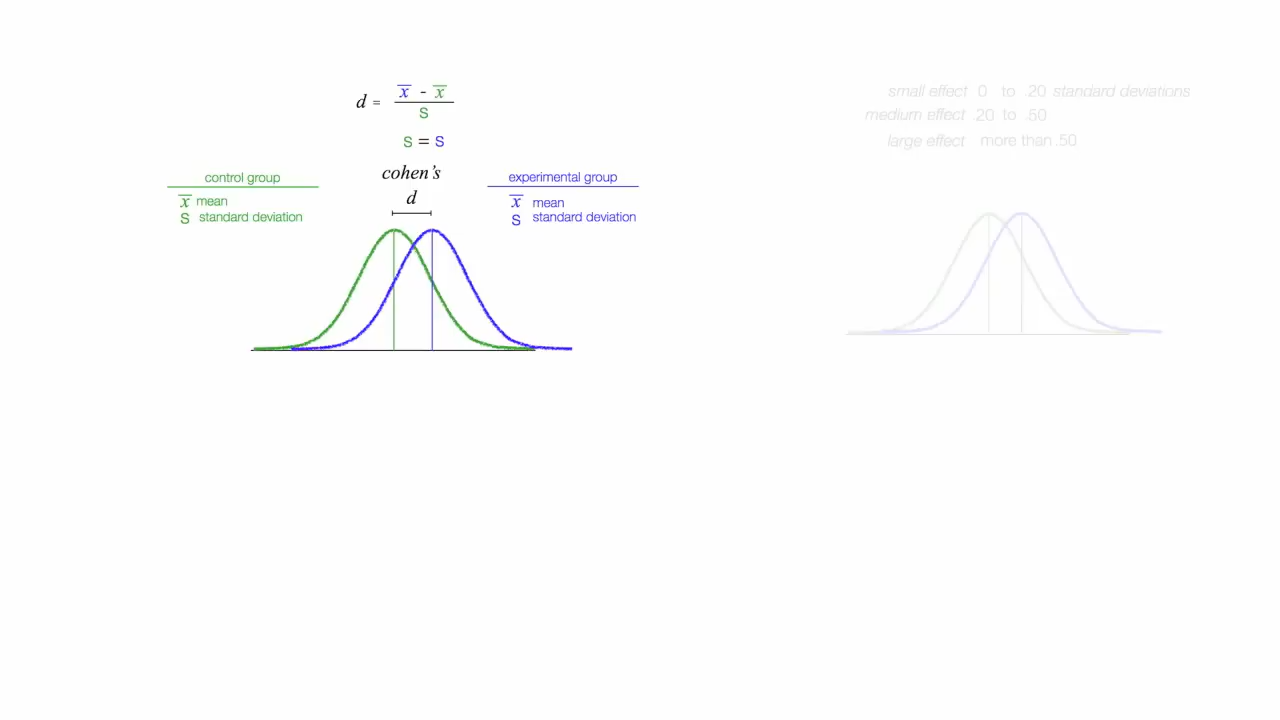 d = x̅ - x̅
S
S = S
cohen's
d
control group
x̅ mean
S standard deviation
experimental group
x̅ mean
S standard deviation
small effect 0 to .20 standard deviations
medium effect .20 to .50
large effect more than .50